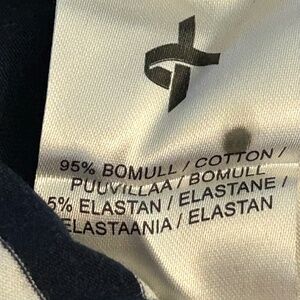 95% BOMULL / COTTON /
PUUVILLAA / BOMULL
5% ELASTAN / ELASTANE /
ELASTAANIA / ELASTAN